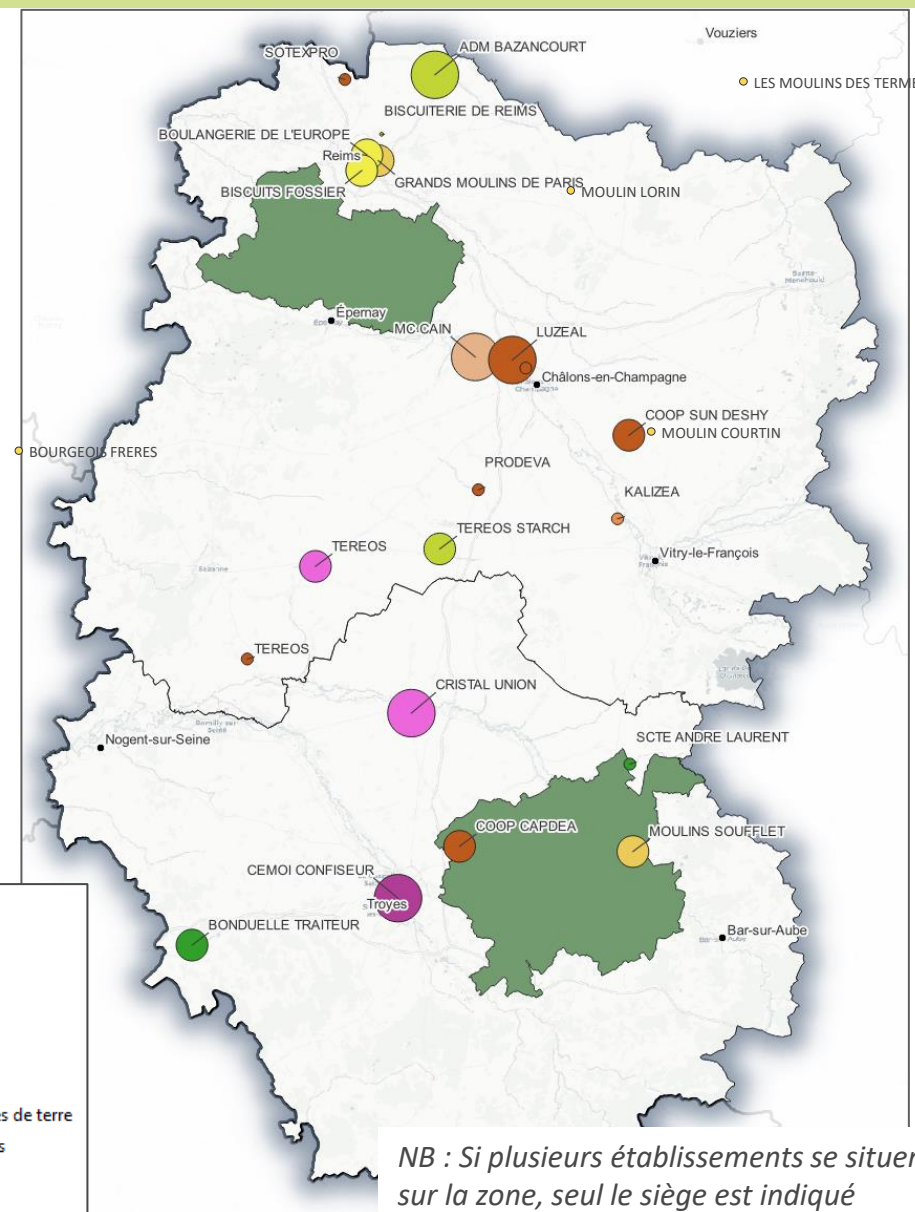 Vouziers
SOTEXPRO
ADM BAZANCOURT
LES MOULINS DES TERME
BISCUITERIE DE REIMS
BOULANGERIE DE L'EUROPE
Reims
GRANDS MOULINS DE PARIS
BISCUITS FOSSIER
MOULIN LORIN
Épernay
MC-CAIN
LUZEAL
Châlons-en-Champagne
COOP SUN DESHY
MOULIN COURTIN
BOURGEOIS FRERES
PRODEVA
KALIZEA
TEREOS STARCH
TEREOS
Vitry-le-François
TEREOS
CRISTAL UNION
SCTE ANDRE LAURENT
Nogent-sur-Seine
COOP CAPDEA
MOULINS SOUFFLET
CEMOI CONFISEUR
Troyes
BONDUELLE TRAITEUR
Bar-sur-Aube
s de terre
NB : Si plusieurs établissements se situer
sur la zone, seul le siège est indiqué